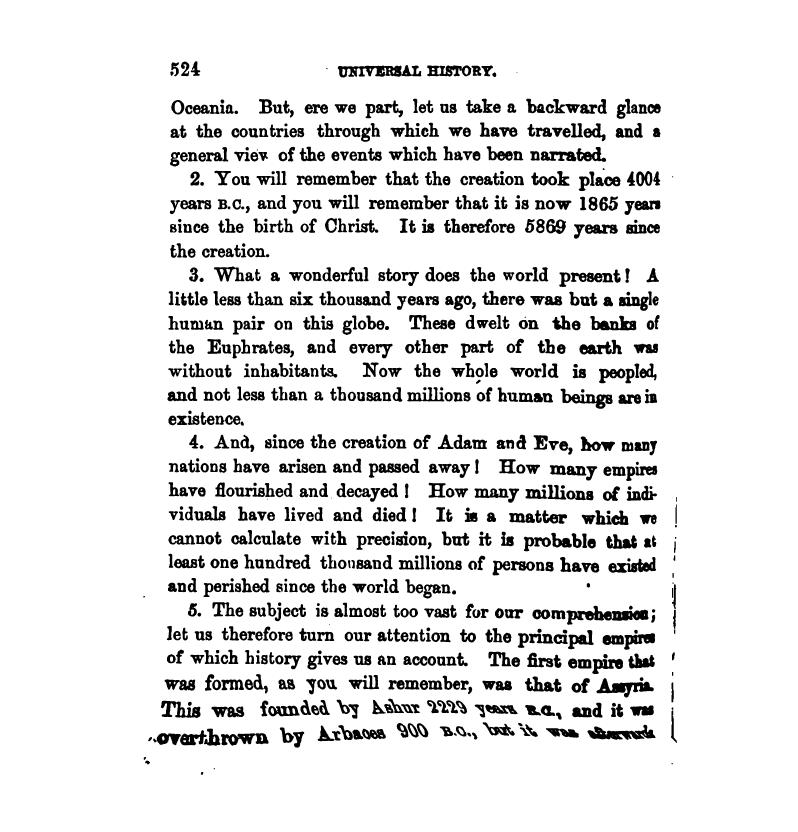 524 UNIVERSAL HISTORY.
Oceania. But, ere we part, let us take a backward glance
at the countries through which we have travelled, and a
general view of the events which have been narrated.
2. You will remember that the creation took place 4004
years B.C., and you will remember that it is now 1865 years
since the birth of Christ. It is therefore 5869 years since
the creation.
3. What a wonderful story does the world present! A
little less than six thousand years ago, there was but a single
human pair on this globe. These dwelt on the banks of
the Euphrates, and every other part of the earth was
without inhabitants. Now the whole world is peopled,
and not less than a thousand millions of human beings are in
existence.
4. And, since the creation of Adam and Eve, how many
nations have arisen and passed away! How many empires
have flourished and decayed! How many millions of indi-
viduals have lived and died! It is a matter which we
cannot calculate with precision, but it is probable that at
least one hundred thousand millions of persons have existed
and perished since the world began.
5. The subject is almost too vast for our comprehension;
let us therefore turn our attention to the principal empires
of which history gives us an account. The first empire that
was formed, as you will remember, was that of Assyria.
This was founded by Ashur 2229 years B.C., and it was
overthrown by Arbaces 900 B.C., but it was afterwards